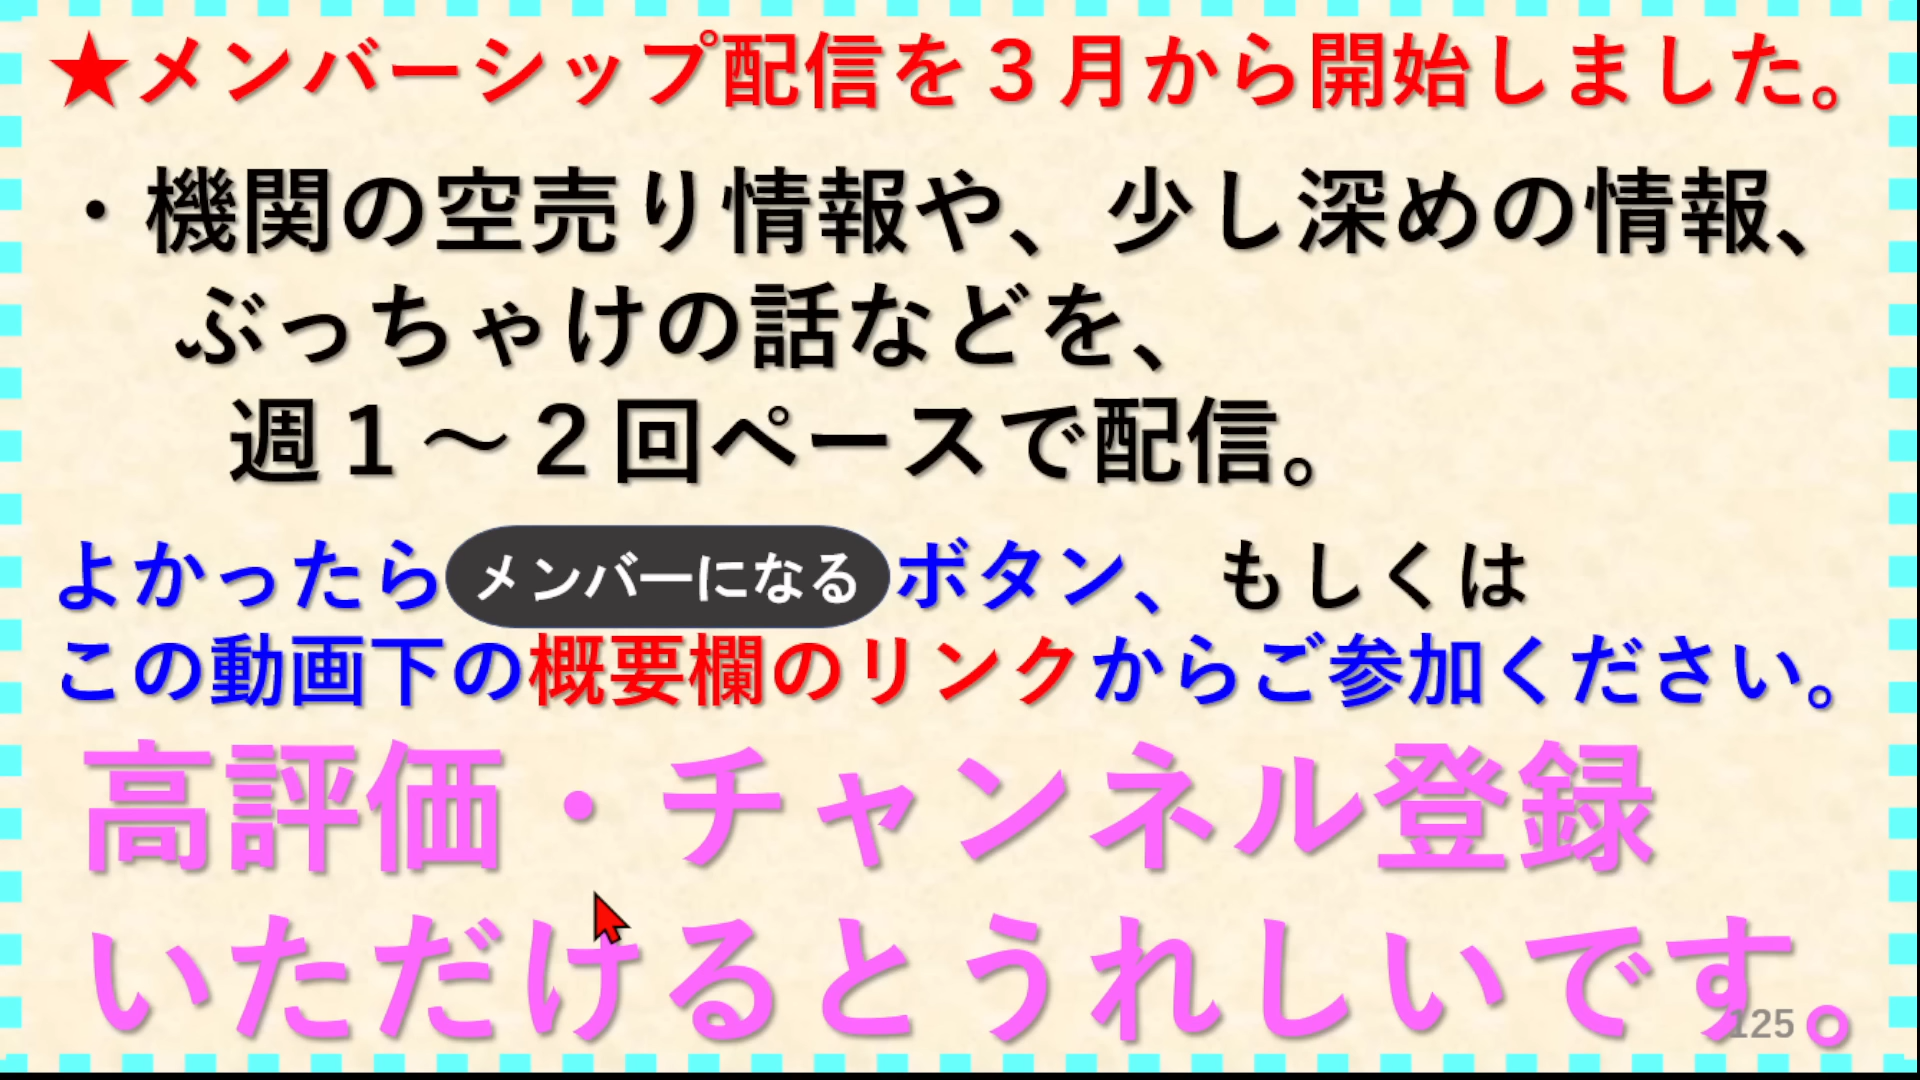 ★メンバーシップ配信を３月から開始しました。
・機関の空売り情報や、少し深めの情報、
ぶっちゃけの話などを、
週１～２回ペースで配信。
よかったらメンバーになるボタン、もしくは
この動画下の概要欄のリンクからご参加ください。
高評価・チャンネル登録
いただけるとうれしいです。
125